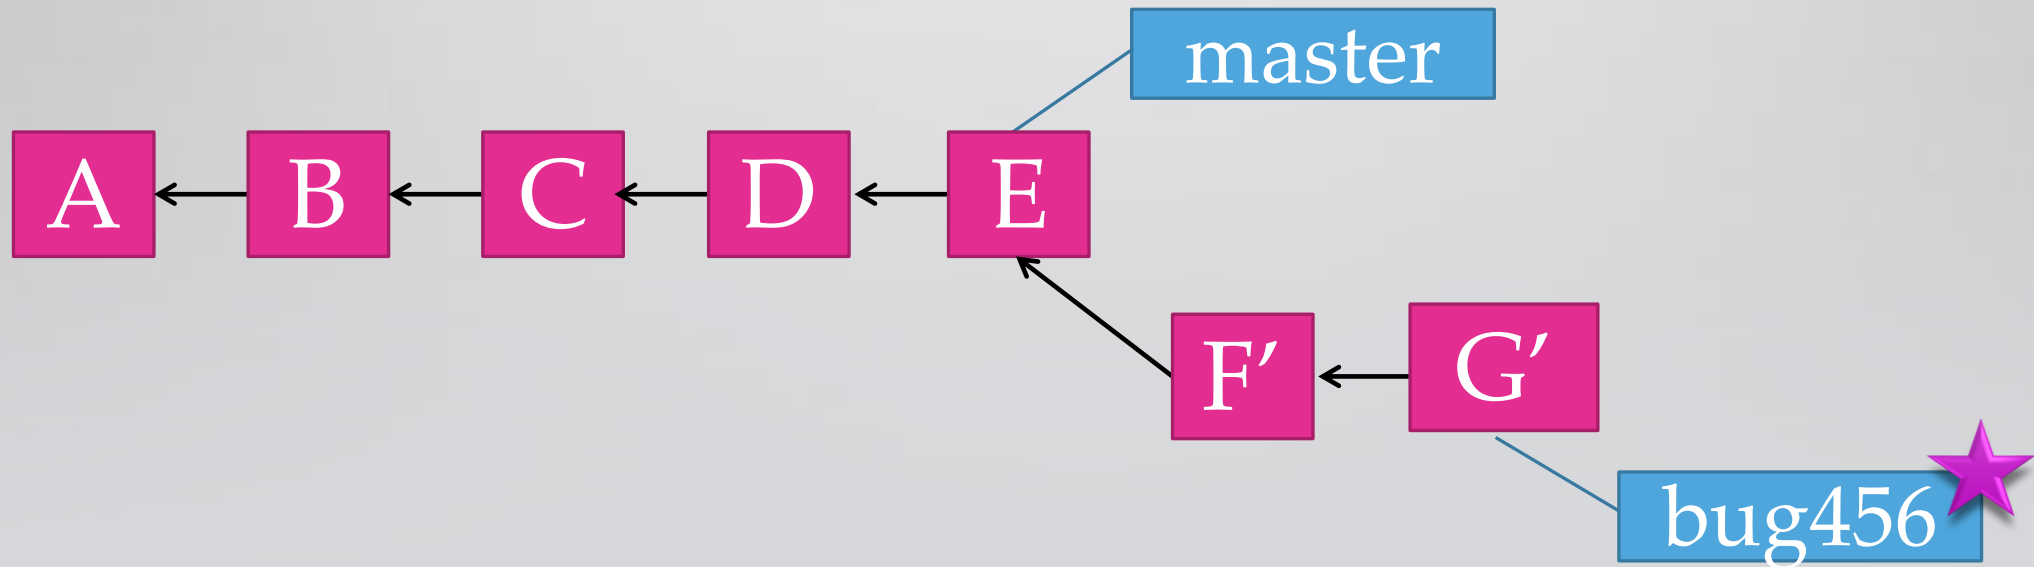 master
A B C D E
F′ G′
bug456